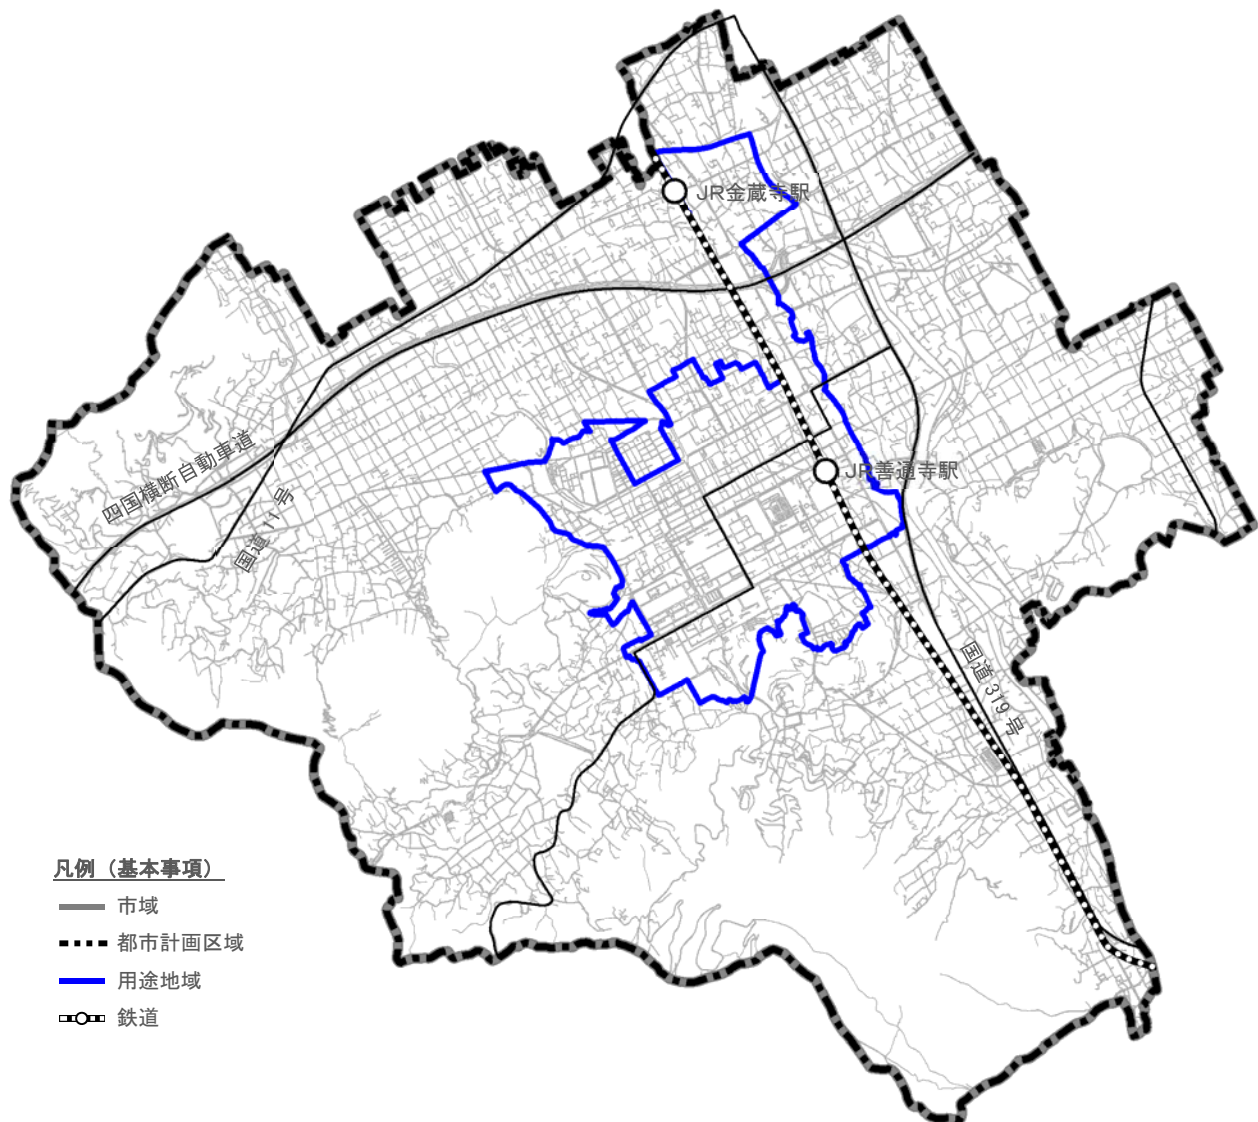 JR金蔵寺駅
四国横断自動車道
国道11号
JR善通寺駅
国道319号
凡例（基本事項）
市域
都市計画区域
用途地域
鉄道